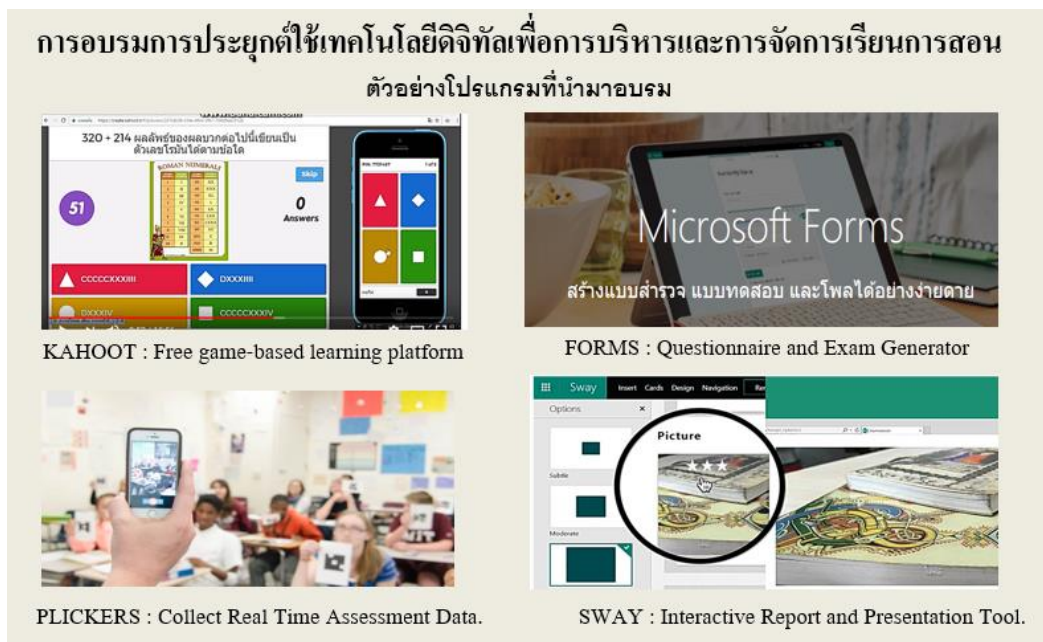 การอบรมการประยุกต์ใช้เทคโนโลยีดิจิทัลเพื่อการบริหารและการจัดการเรียนการสอน
ตัวอย่างโปรแกรมที่นำมาอบรม
320 + 214 ผลลัพธ์ของผลบวกต่อไปนี้เขียนเป็น
ตัวเลขโรมันได้ตามข้อใด
ROMAN NUMERALS
Skip
51
0
Answers
CCCCCXXXIIII
DXXXIIII
DXXXIV
CCCCCXXXIV
KAHOOT : Free game-based learning platform
Microsoft Forms
สร้างแบบสำรวจ แบบทดสอบ และโพลได้อย่างง่ายดาย
FORMS : Questionnaire and Exam Generator
PLICKERS : Collect Real Time Assessment Data.
Sway
Insert Cards Design Navigation
Options
Picture
Subtle
Moderate
SWAY : Interactive Report and Presentation Tool.